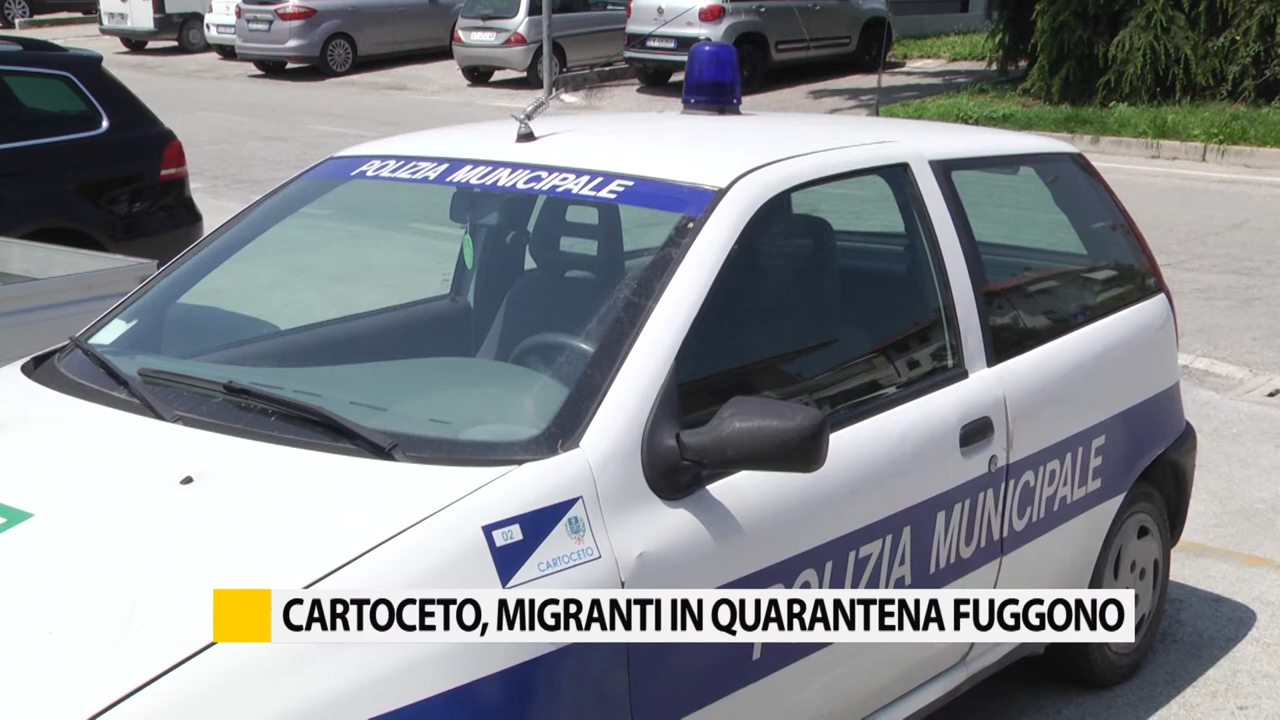 POLIZIA MUNICIPALE
POLIZIA MUNICIPALE
02
CARTOCETO
CARTOCETO, MIGRANTI IN QUARANTENA FUGGONO